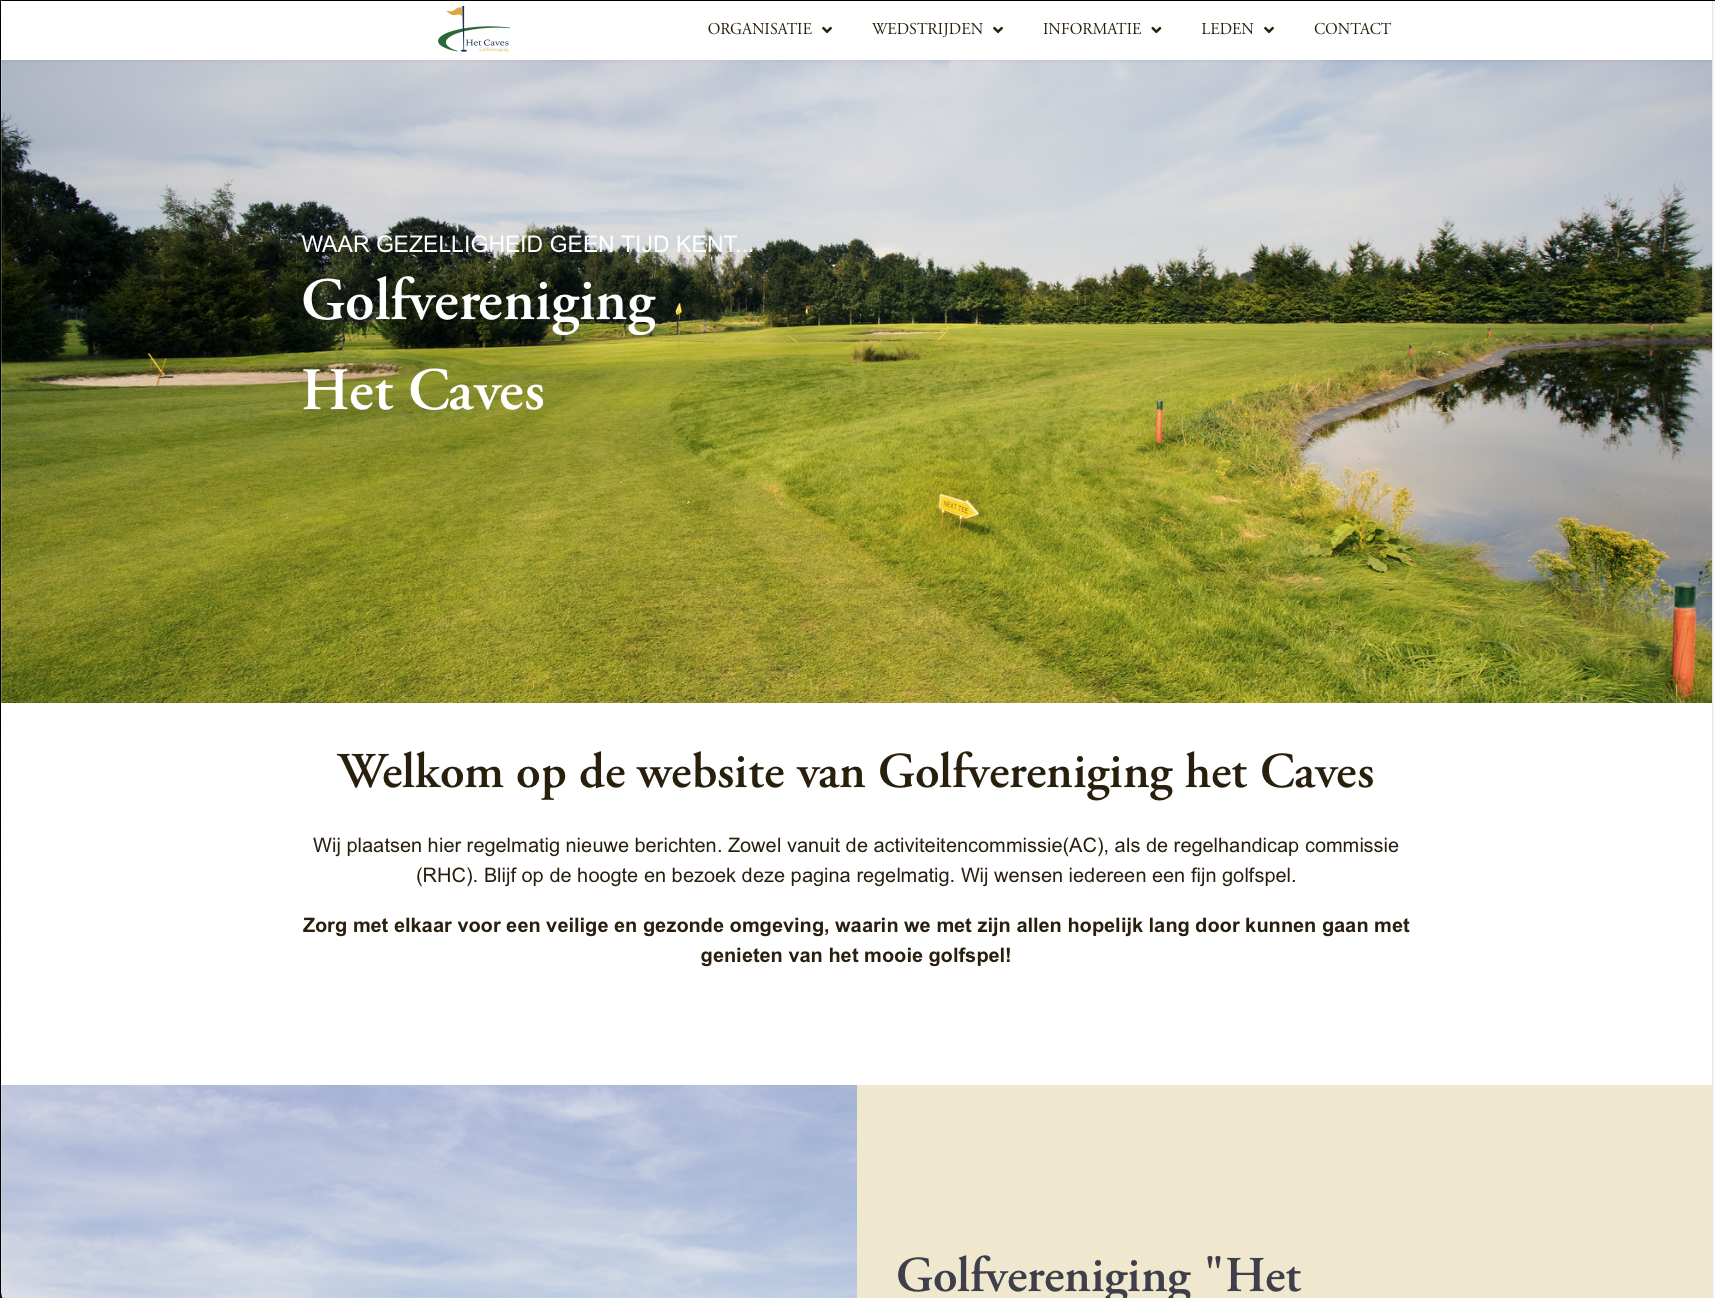 Het Caves
Golfvereniging
ORGANISATIE
WEDSTRIJDEN
INFORMATIE
LEDEN
CONTACT
WAAR GEZELLIGHEID GEEN TIJD KENT...
Golfvereniging
Het Caves
NEXT TEE
Welkom op de website van Golfvereniging het Caves
Wij plaatsen hier regelmatig nieuwe berichten. Zowel vanuit de activiteitencommissie(AC), als de regelhandicap commissie
(RHC). Blijf op de hoogte en bezoek deze pagina regelmatig. Wij wensen iedereen een fijn golfspel.
Zorg met elkaar voor een veilige en gezonde omgeving, waarin we met zijn allen hopelijk lang door kunnen gaan met
genieten van het mooie golfspel!
Golfvereniging "Het